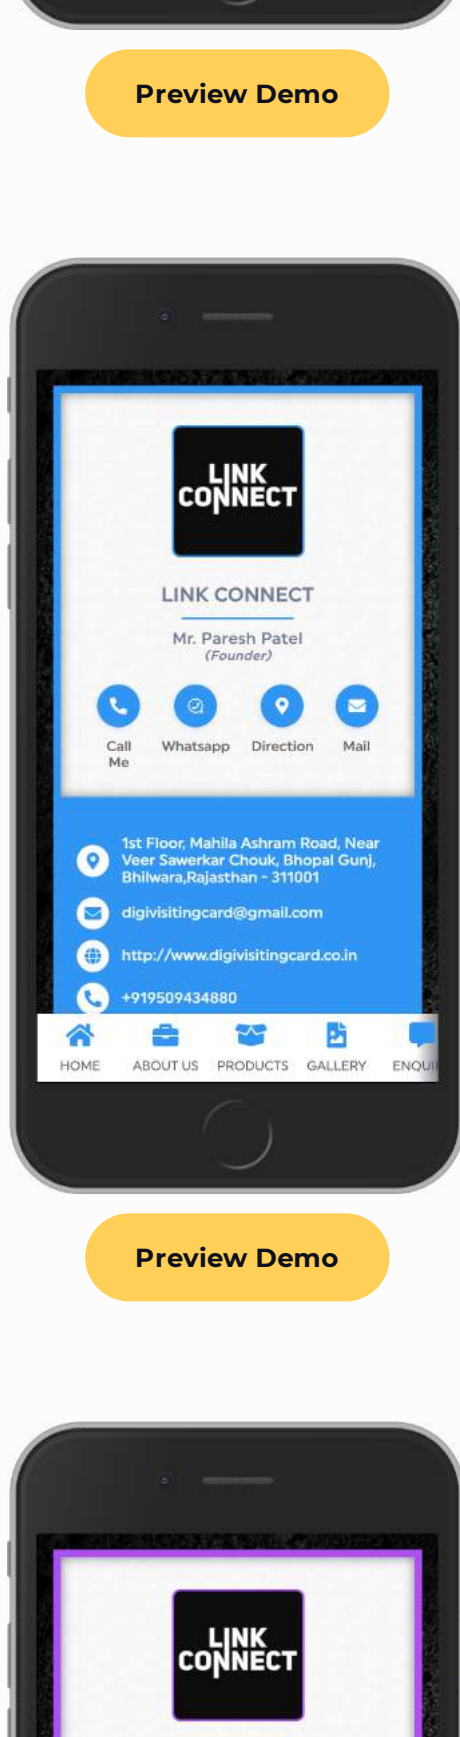 Preview Demo
LINK
CONNECT
LINK CONNECT
Mr. Paresh Patel
(Founder)
Call Me
Whatsapp
Direction
Mail
1st Floor, Mahila Ashram Road, Near
Veer Sawerkar Chouk, Bhopal Gunj,
Bhilwara,Rajasthan - 311001
digivisitingcard@gmail.com
http://www.digivisitingcard.co.in
+919509434880
HOME
ABOUT US
PRODUCTS
GALLERY
ENQUI
Preview Demo
LINK
CONNECT